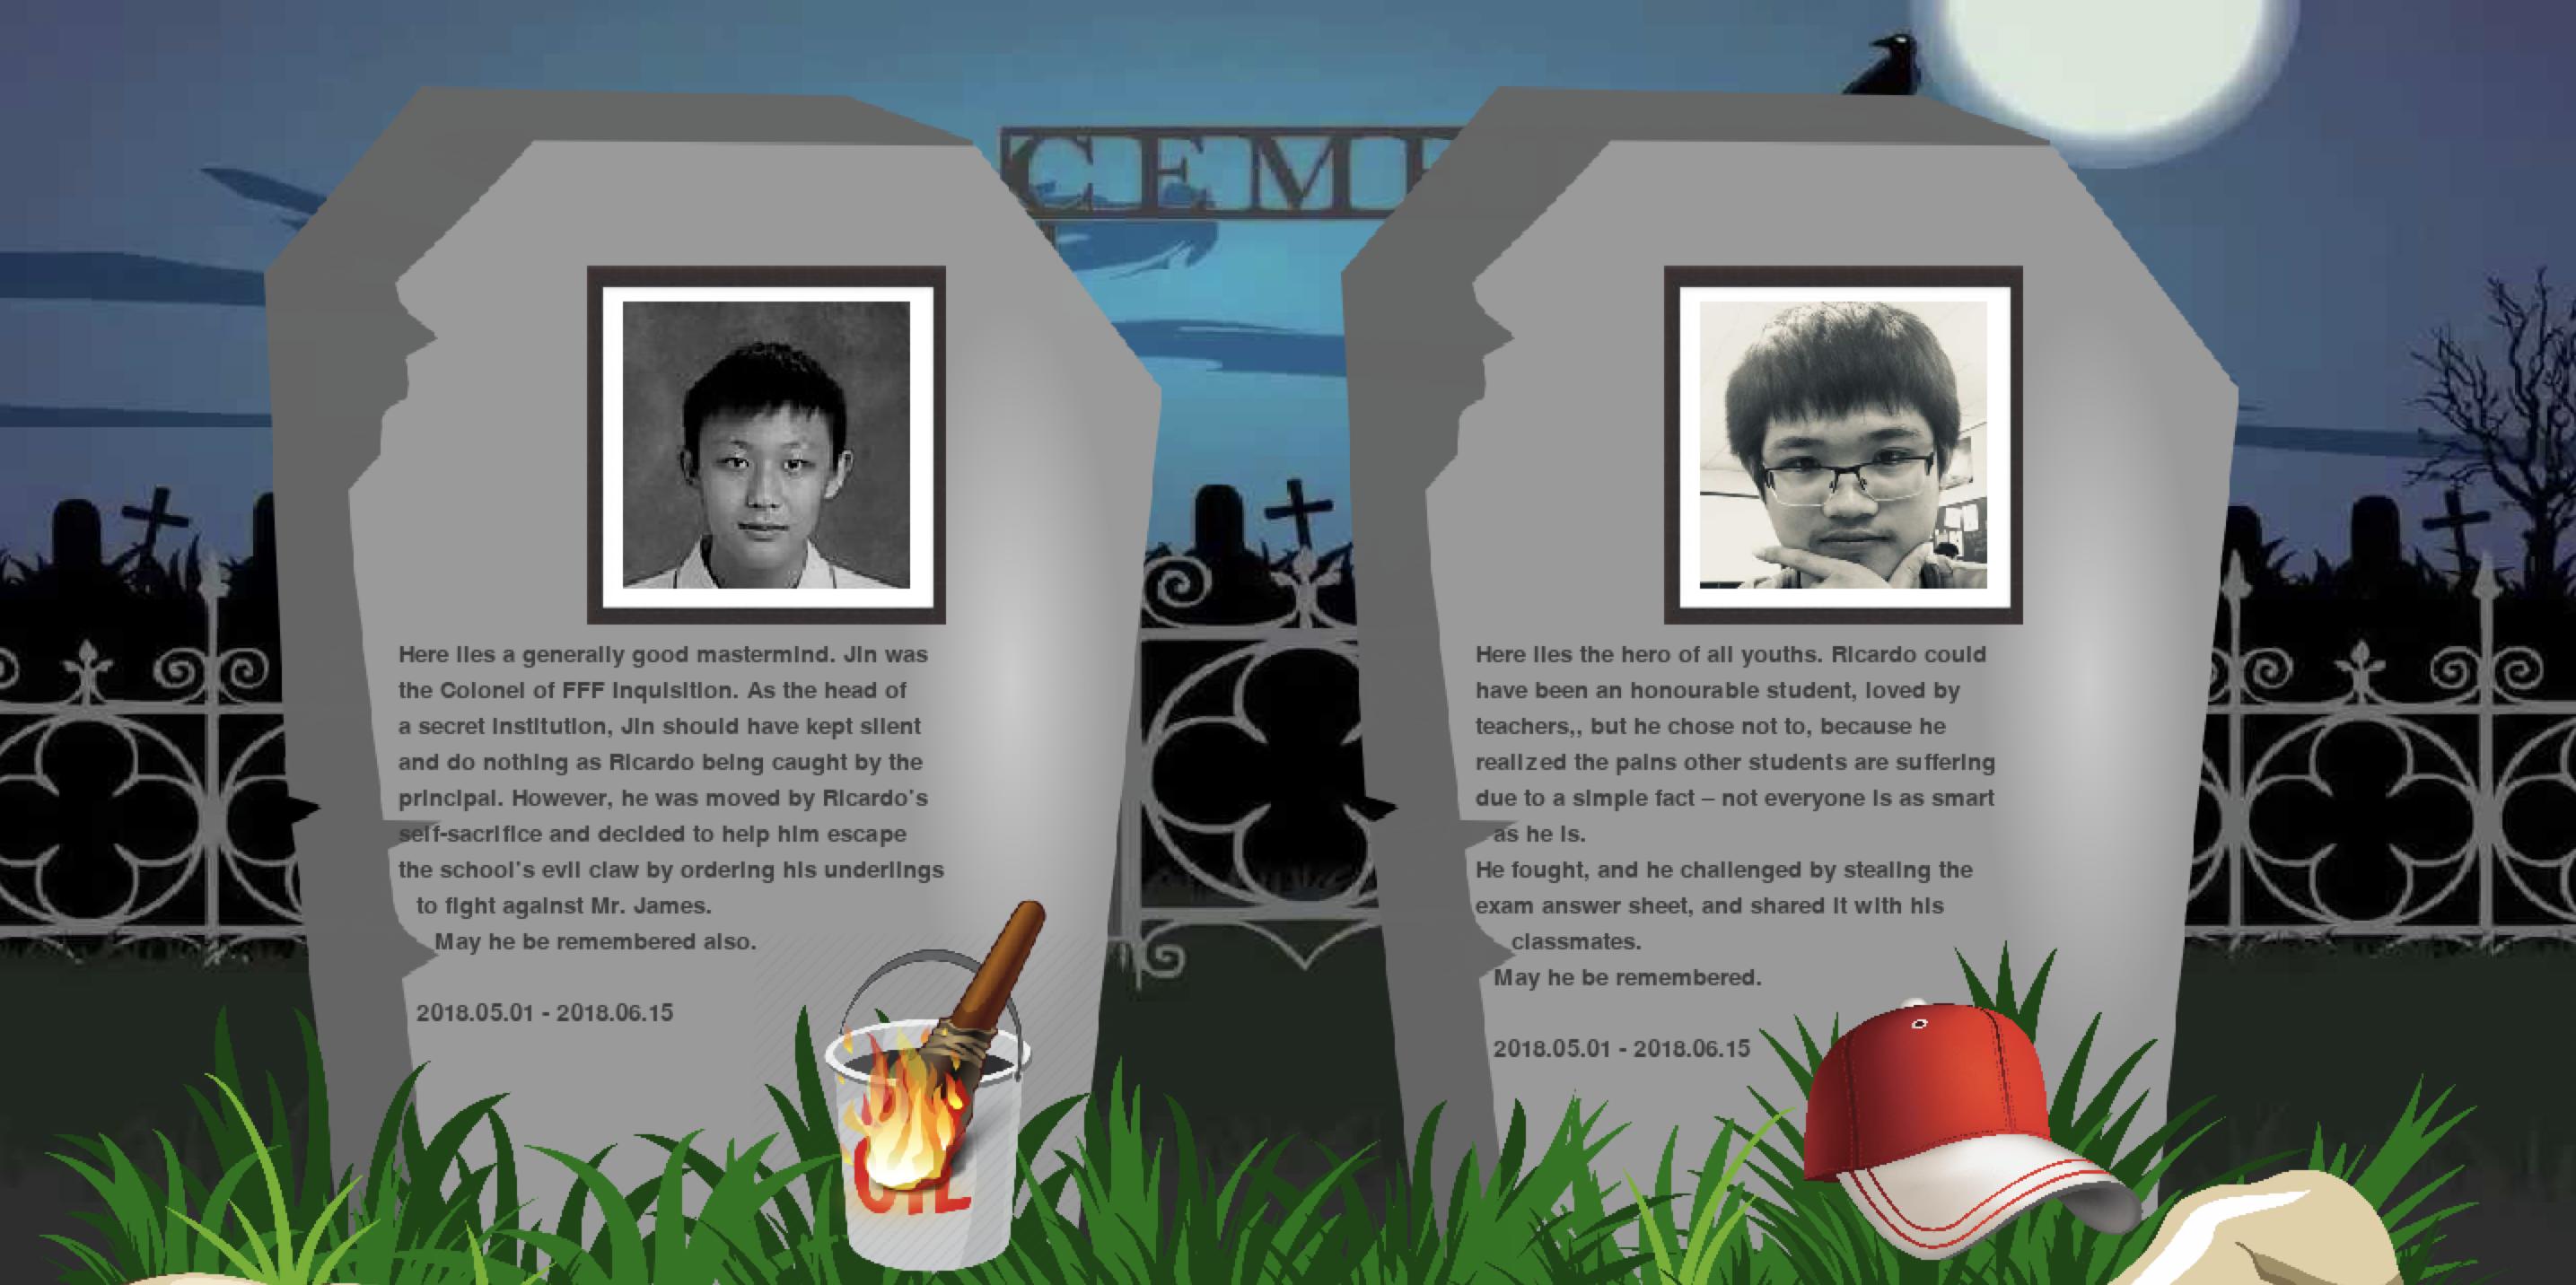 CEME
Here lies a generally good mastermind. Jin was
the Colonel of FFF Inquisition. As the head of
a secret institution, Jin should have kept silent
and do nothing as Ricardo being caught by the
principal. However, he was moved by Ricardo's
self-sacrifice and decided to help him escape
the school's evil claw by ordering his underlings
to fight against Mr. James.
May he be remembered also.
2018.05.01 - 2018.06.15
OIL
Here lies the hero of all youths. Ricardo could
have been an honourable student, loved by
teachers,, but he chose not to, because he
realized the pains other students are suffering
due to a simple fact – not everyone is as smart
as he is.
He fought, and he challenged by stealing the
exam answer sheet, and shared it with his
classmates.
May he be remembered.
2018.05.01 - 2018.06.15